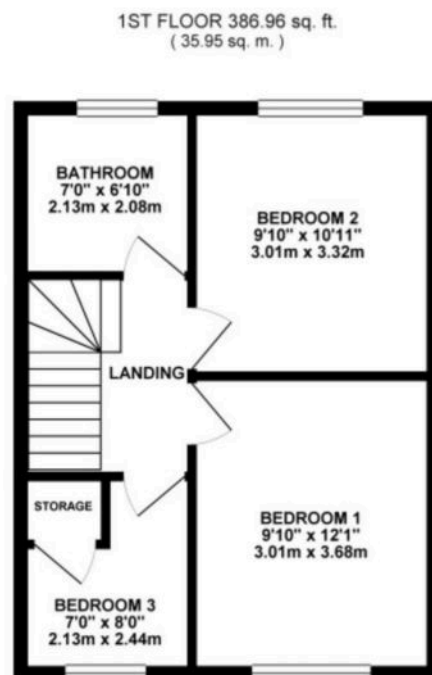 1ST FLOOR 386.96 sq. ft.
( 35.95 sq. m. )
BATHROOM
7'0" x 6'10"
2.13m x 2.08m
BEDROOM 2
9'10" x 10'11"
3.01m x 3.32m
LANDING
STORAGE
BEDROOM 1
9'10" x 12'1"
3.01m x 3.68m
BEDROOM 3
7'0" x 8'0"
2.13m x 2.44m